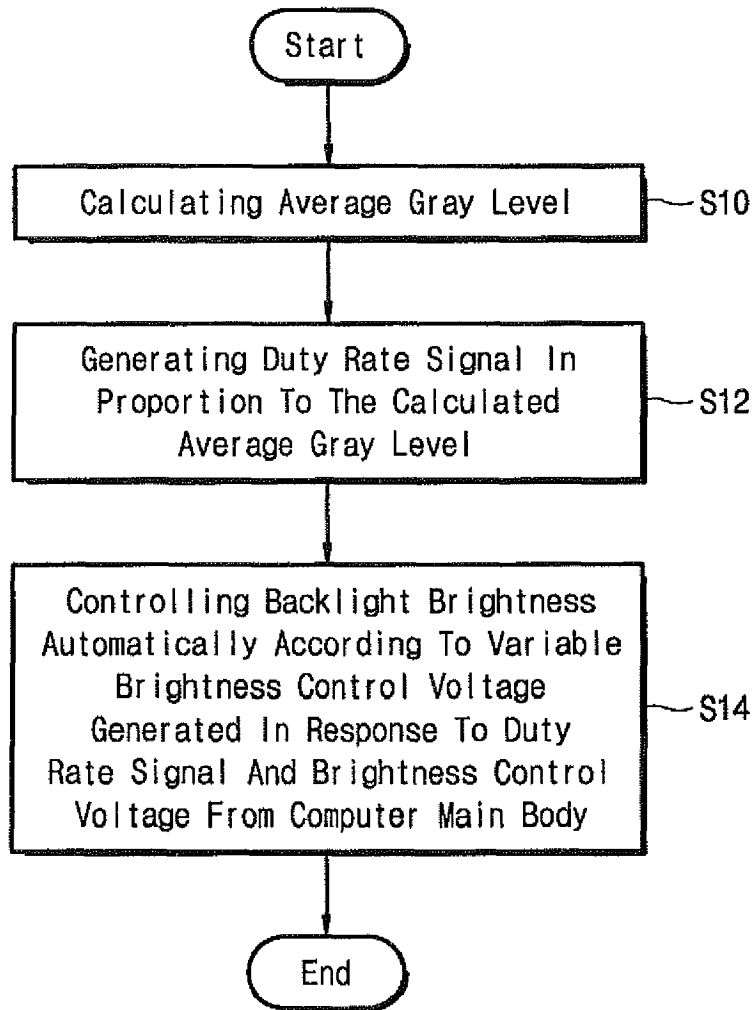 Start
Calculating Average Gray Level
S10
Generating Duty Rate Signal In
Proportion To The Calculated
Average Gray Level
S12
Controlling Backlight Brightness
Automatically According To Variable
Brightness Control Voltage
Generated In Response To Duty
Rate Signal And Brightness Control
Voltage From Computer Main Body
S14
End